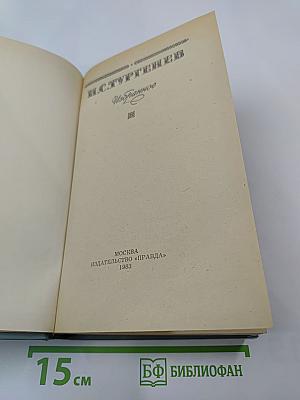 И.С.ТУРГЕНЕВ
Избранное
МОСКВА
ИЗДАТЕЛЬСТВО «ПРАВДА»
1983
15 см
БФ БИБЛИОФАН